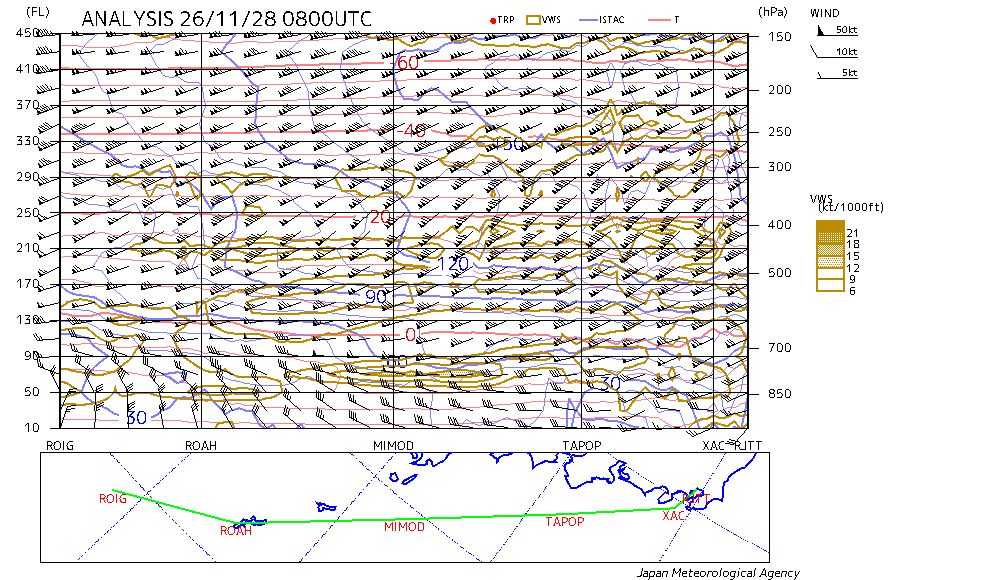 (FL) ANALYSIS 26/11/28 0800UTC TRP VWS ISTAC T (hPa) WIND
50kt
10kt
5kt
450 150
60
410
200
370
40 250
330 150
300
290
250 20 400
210
120 500
170
90
130
0
700
90
60
30
50 850
30
10
VWS
(kt/1000ft)
21
18
15
12
9
6
ROIG ROAH MIMOD TAPOP XAC RJTT
ROIG RJTT
XAC
TAPOP
MIMOD
ROAH
Japan Meteorological Agency